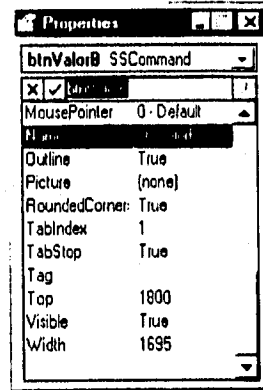 Properties
btnValorB SSCommand
MousePointer 0 - Default
Name
Outline True
Picture (none)
RoundedCorner: True
TabIndex 1
TabStop True
Tag
Top 1800
Visible True
Width 1695